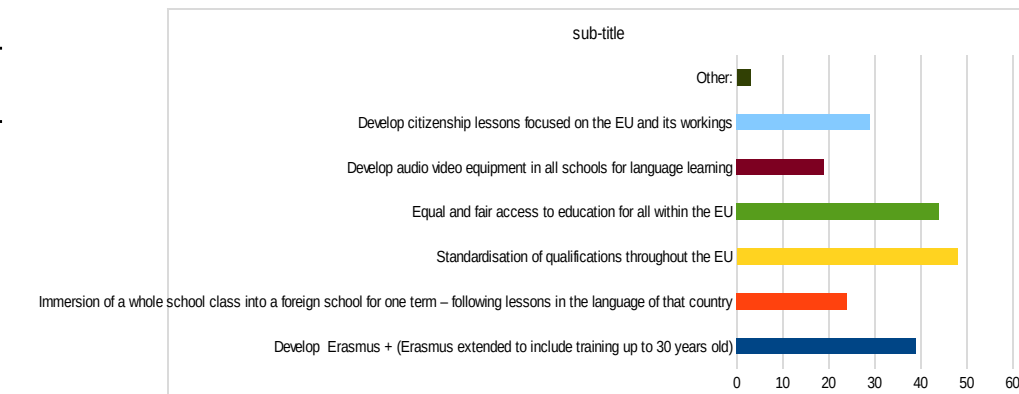 sub-title
Other:
Develop citizenship lessons focused on the EU and its workings
Develop audio video equipment in all schools for language learning
Equal and fair access to education for all within the EU
Standardisation of qualifications throughout the EU
Immersion of a whole school class into a foreign school for one term – following lessons in the language of that country
Develop  Erasmus + (Erasmus extended to include training up to 30 years old)
0 10 20 30 40 50 60